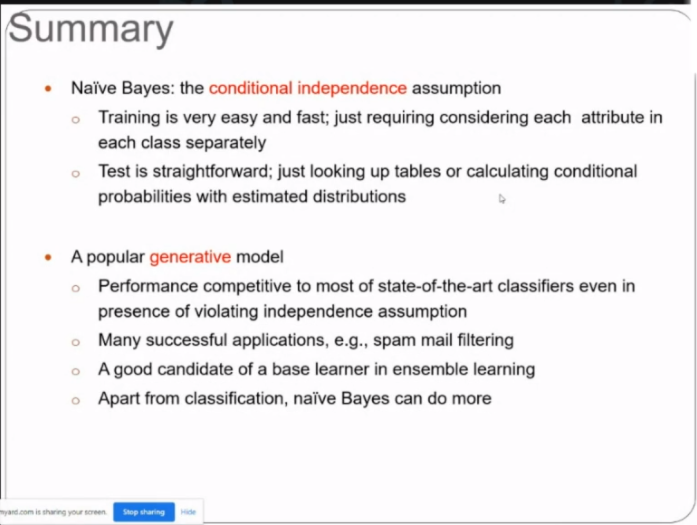 Summary
Naïve Bayes: the conditional independence assumption
Training is very easy and fast; just requiring considering each attribute in
each class separately
Test is straightforward; just looking up tables or calculating conditional
probabilities with estimated distributions
A popular generative model
Performance competitive to most of state-of-the-art classifiers even in
presence of violating independence assumption
Many successful applications, e.g., spam mail filtering
A good candidate of a base learner in ensemble learning
Apart from classification, naïve Bayes can do more
myard.com is sharing your screen. Stop sharing Hide